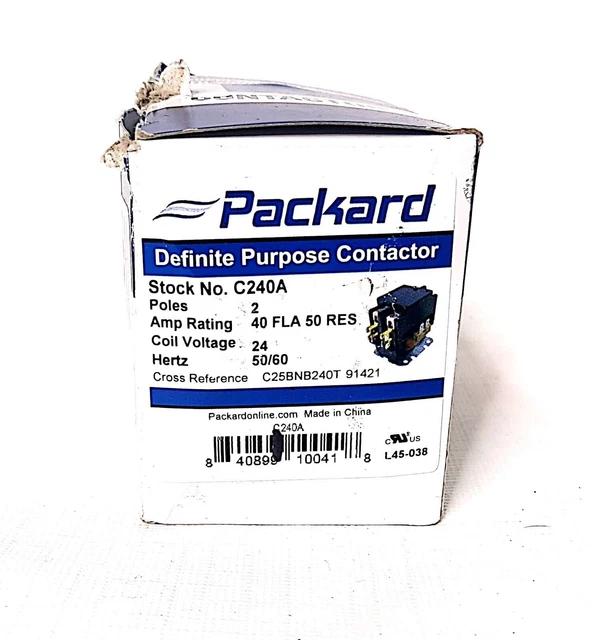 Packard
Definite Purpose Contactor
Stock No. C240A
Poles 2
Amp Rating 40 FLA 50 RES
Coil Voltage 24
Hertz 50/60
Cross Reference C25BNB240T 91421
Packardonline.com Made in China
C240A
8 40899 10041 8
c RU US
L45-038